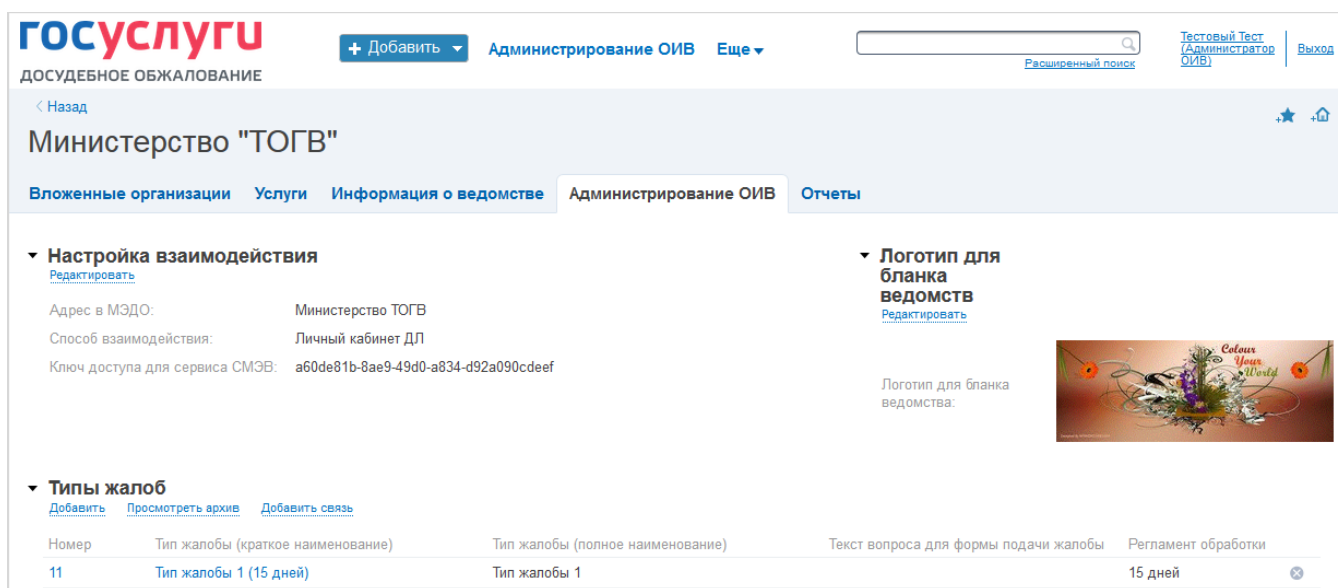 госуслуги
ДОСУДЕБНОЕ ОБЖАЛОВАНИЕ
+ Добавить
Администрирование ОИВ
Еще
Расширенный поиск
Тестовый Тест
(Администратор
ОИВ)
Выход
Назад
Министерство "ТОГВ"
Вложенные организации Услуги Информация о ведомстве Администрирование ОИВ Отчеты
Настройка взаимодействия
Редактировать
Адрес в МЭДО: Министерство ТОГВ
Способ взаимодействия: Личный кабинет ДЛ
Ключ доступа для сервиса СМЭВ: a60de81b-8ae9-49d0-a834-d92a090cdeef
Логотип для
бланка
ведомств
Редактировать
Логотип для бланка
ведомства:
Colour
Your
World
Типы жалоб
Добавить Просмотреть архив Добавить связь
Номер Тип жалобы (краткое наименование) Тип жалобы (полное наименование) Текст вопроса для формы подачи жалобы Регламент обработки
11 Тип жалобы 1 (15 дней) Тип жалобы 1 15 дней